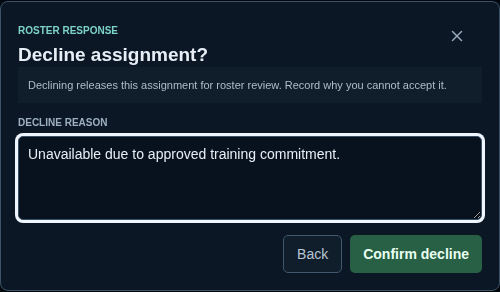 ROSTER RESPONSE
Decline assignment?
Declining releases this assignment for roster review. Record why you cannot accept it.
DECLINE REASON
Unavailable due to approved training commitment.
Back
Confirm decline